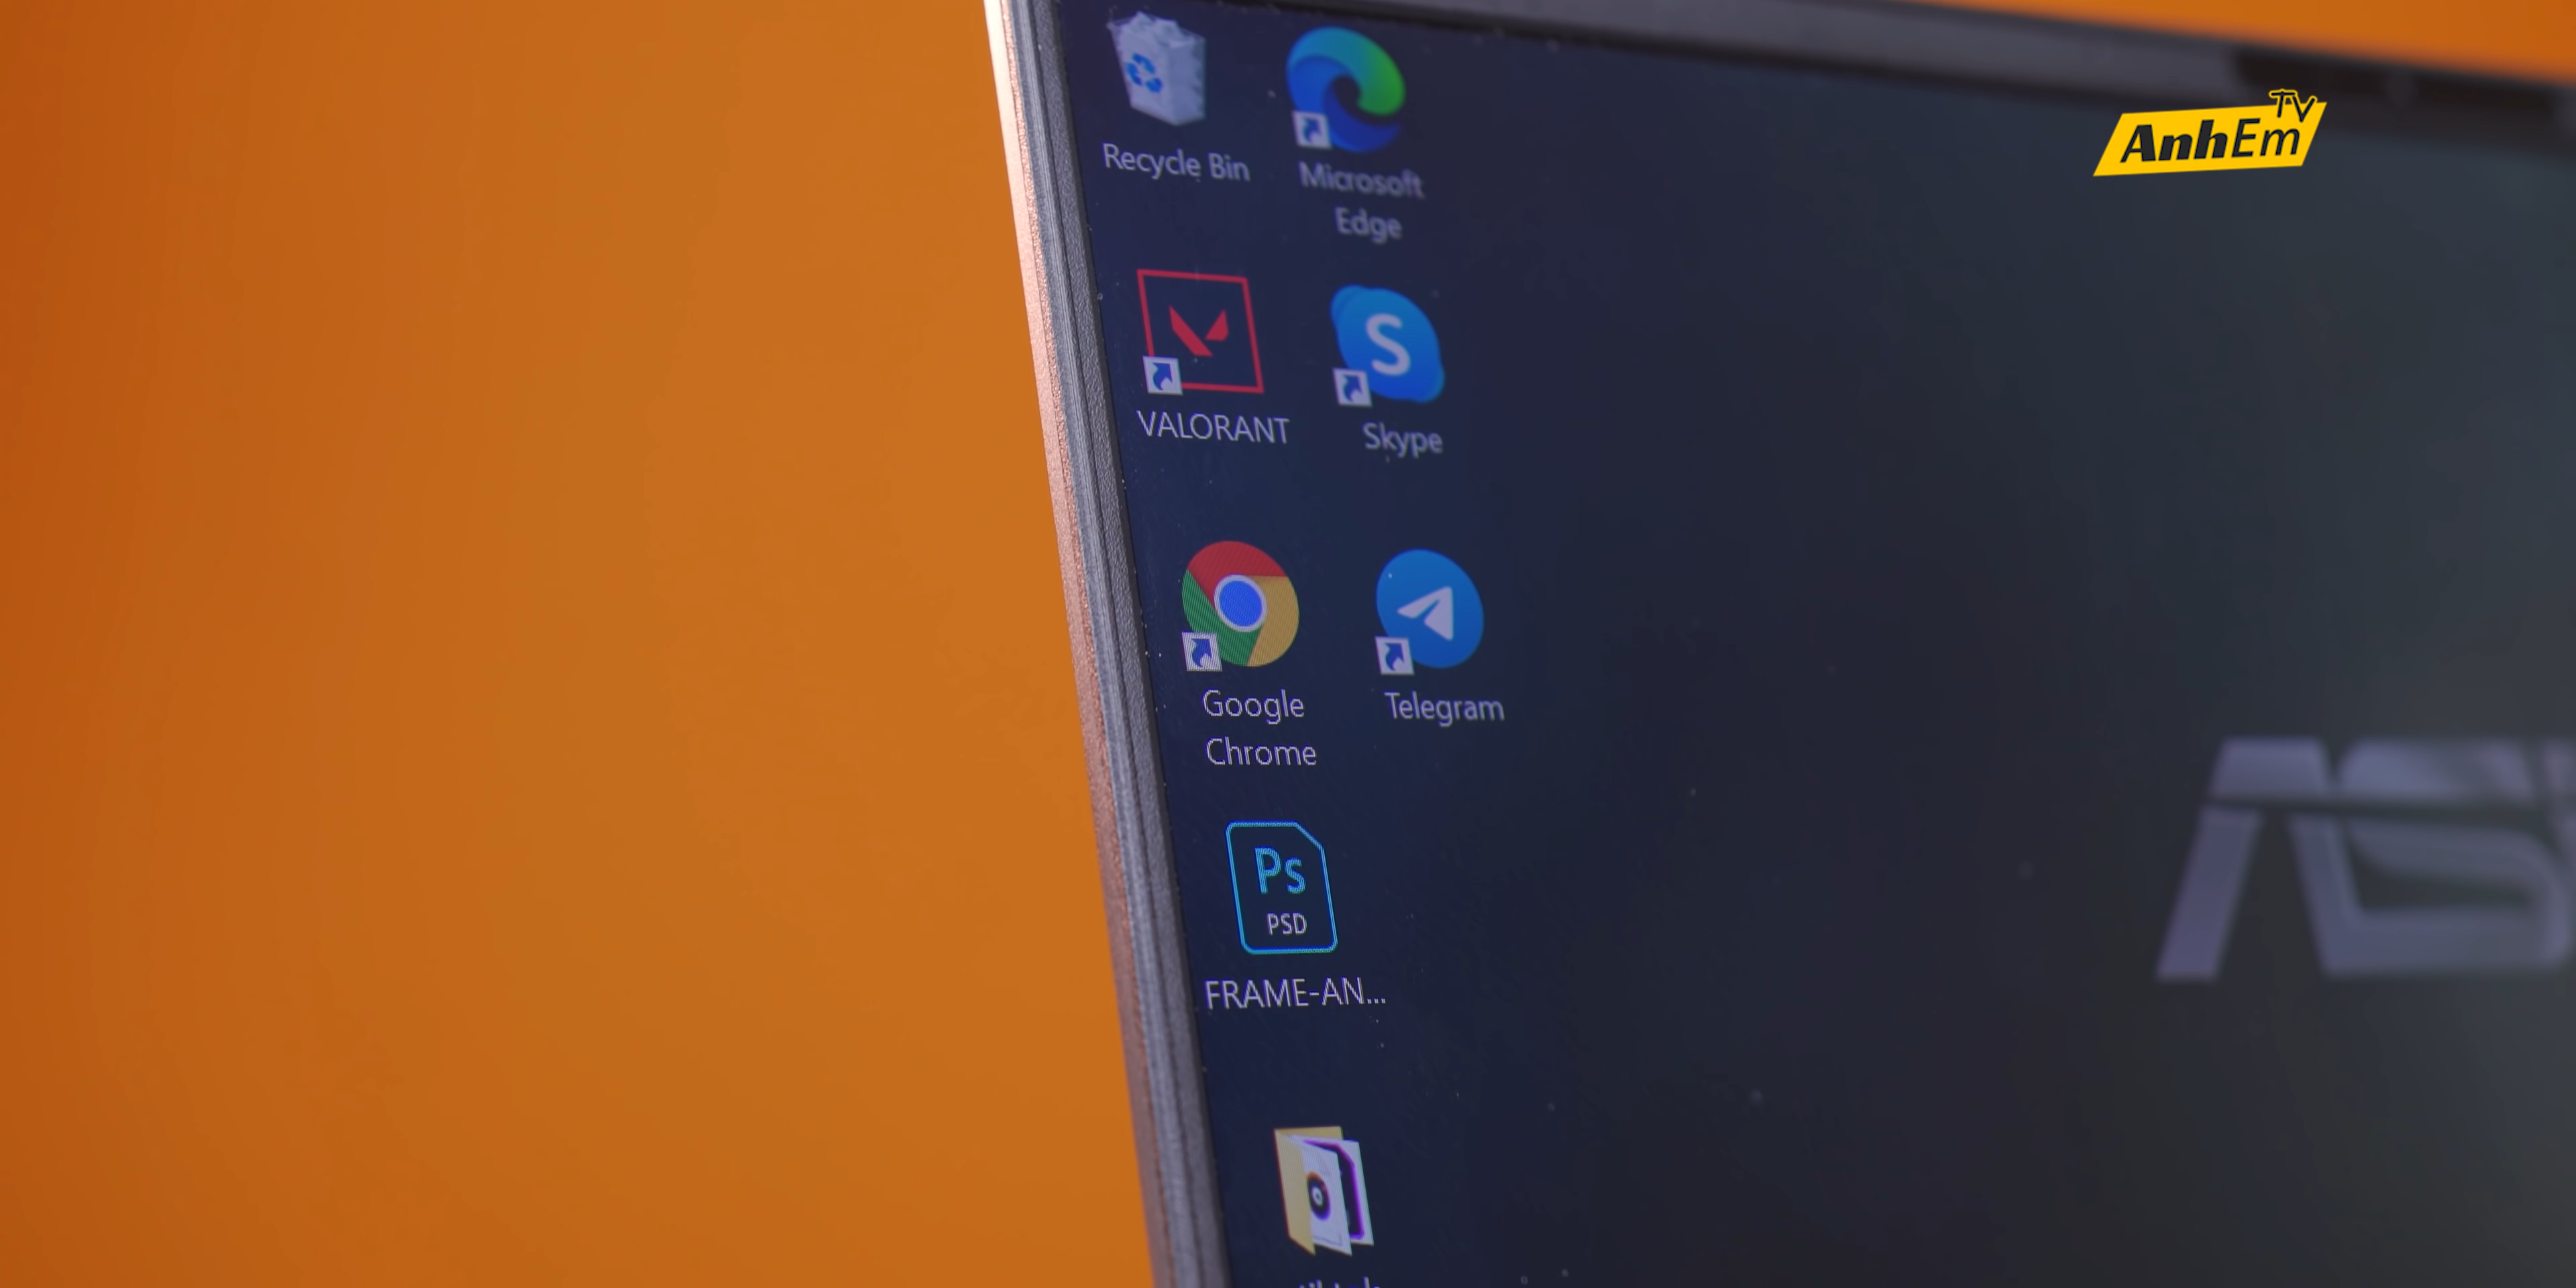 Recycle Bin
Microsoft
Edge
VALORANT
S
Skype
Google
Chrome
Telegram
Ps
PSD
FRAME-AN...
AnhEm
TV